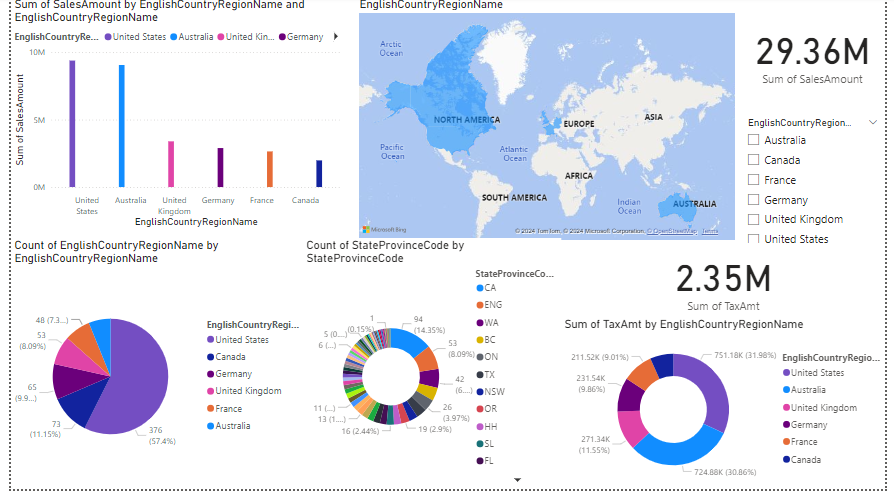 Sum of SalesAmount by EnglishCountryRegionName and
EnglishCountryRegionName
EnglishCountryRe... United States Australia United Kin... Germany
10M
5M
0M
Sum of SalesAmount
United States
Australia
United Kingdom
Germany
France
Canada
EnglishCountryRegionName
EnglishCountryRegionName
Arctic Ocean
NORTH AMERICA
EUROPE
ASIA
Pacific Ocean
Atlantic Ocean
AFRICA
SOUTH AMERICA
Indian Ocean
AUSTRALIA
Microsoft Bing
© 2024 TomTom, © 2024 Microsoft Corporation, © OpenStreetMap Terms
29.36M
Sum of SalesAmount
EnglishCountryRegion...
Australia
Canada
France
Germany
United Kingdom
United States
Count of EnglishCountryRegionName by
EnglishCountryRegionName
48 (7.3...)
53
(8.09%)
65
(9.9...)
73
(11.15%)
376
(57.4%)
EnglishCountryRegi...
United States
Canada
Germany
United Kingdom
France
Australia
Count of StateProvinceCode by
StateProvinceCode
1
(0.15%)
5 (0...)
6 (...)
11 (...)
13 (1....)
16 (2.44%)
19 (2.9%)
26
(3.97%)
42
(6....)
53
(8.09%)
94
(14.35%)
StateProvinceCo...
CA
ENG
WA
BC
ON
TX
NSW
OR
HH
SL
FL
2.35M
Sum of TaxAmt
Sum of TaxAmt by EnglishCountryRegionName
211.52K (9.01%)
231.54K
(9.86%)
271.34K
(11.55%)
751.18K (31.98%)
724.88K (30.86%)
EnglishCountryRegio...
United States
Australia
United Kingdom
Germany
France
Canada